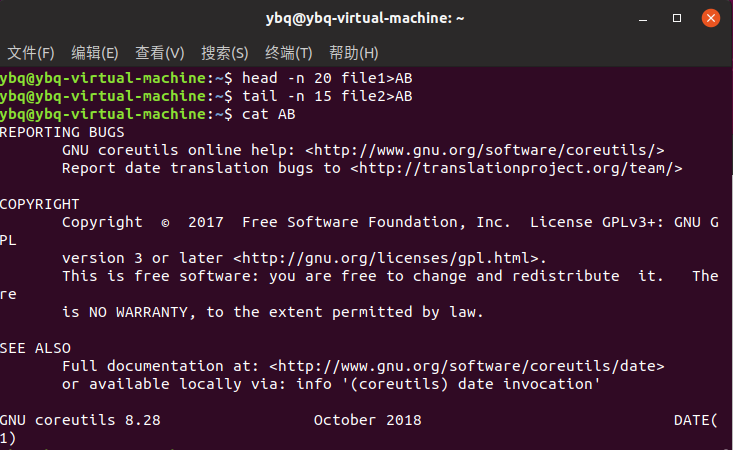 ybq@ybq-virtual-machine: ~
文件(F) 编辑(E) 查看(V) 搜索(S) 终端(T) 帮助(H)
ybq@ybq-virtual-machine:~$ head -n 20 file1>AB
ybq@ybq-virtual-machine:~$ tail -n 15 file2>AB
ybq@ybq-virtual-machine:~$ cat AB
REPORTING BUGS
       GNU coreutils online help: <http://www.gnu.org/software/coreutils/>
       Report date translation bugs to <http://translationproject.org/team/>

COPYRIGHT
       Copyright  ©  2017  Free Software Foundation, Inc.  License GPLv3+: GNU G
PL
       version 3 or later <http://gnu.org/licenses/gpl.html>.
       This is free software: you are free to change and redistribute  it.   The
re
       is NO WARRANTY, to the extent permitted by law.

SEE ALSO
       Full documentation at: <http://www.gnu.org/software/coreutils/date>
       or available locally via: info '(coreutils) date invocation'

GNU coreutils 8.28                 October 2018                            DATE(
1)